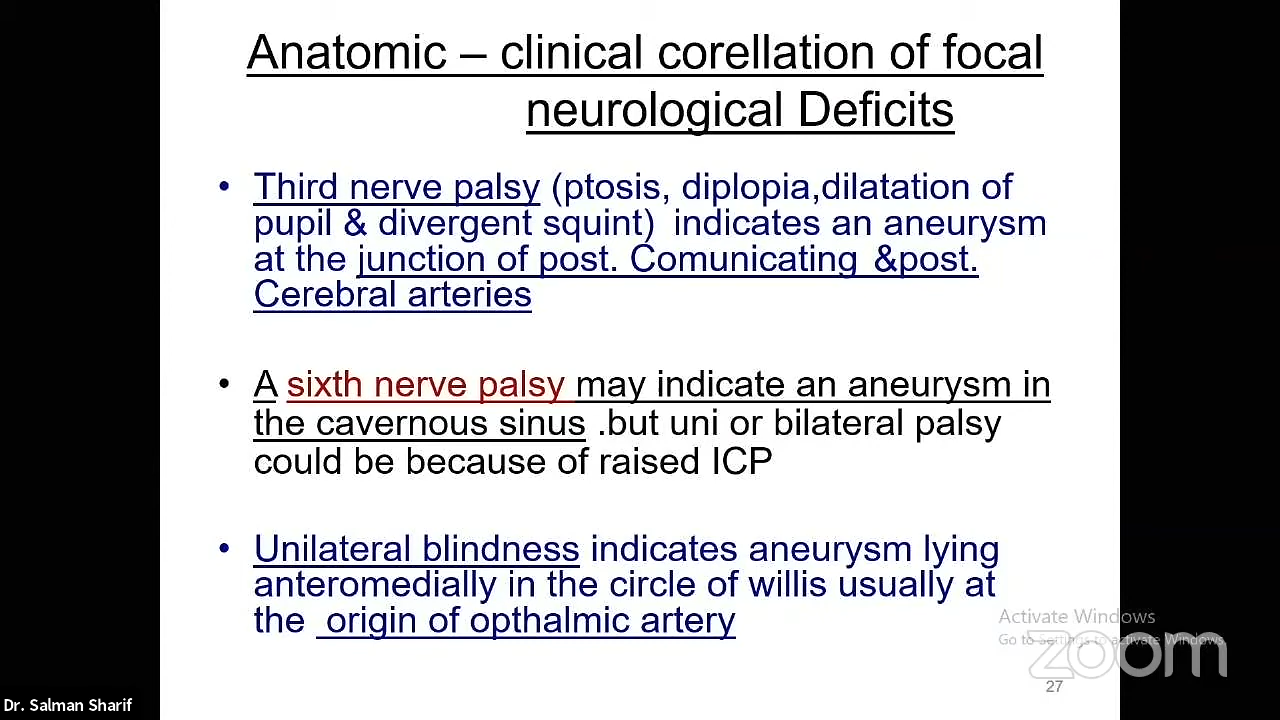 Anatomic – clinical corellation of focal
neurological Deficits
• Third nerve palsy (ptosis, diplopia,dilatation of
pupil & divergent squint) indicates an aneurysm
at the junction of post. Comunicating &post.
Cerebral arteries
• A sixth nerve palsy may indicate an aneurysm in
the cavernous sinus .but uni or bilateral palsy
could be because of raised ICP
• Unilateral blindness indicates aneurysm lying
anteromedially in the circle of willis usually at
the origin of opthalmic artery
Activate Windows
Go to Settings to activate Windows.
zoom
27
Dr. Salman Sharif